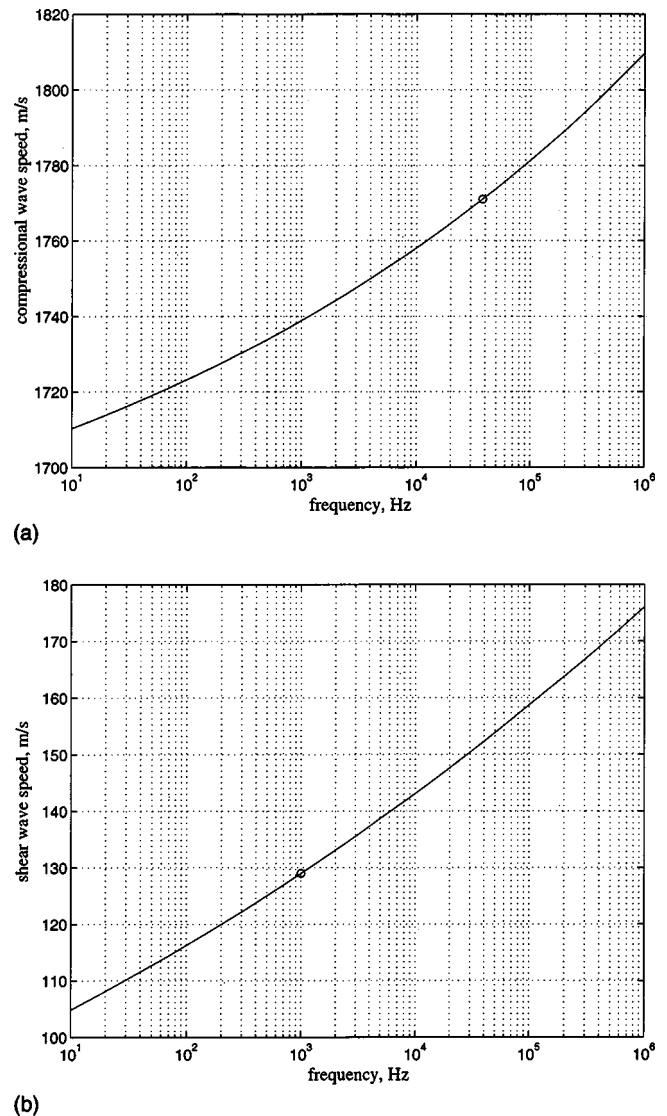 1820
1800
1780
1760
1740
1720
1700
compressional wave speed, m/s
10^1 10^2 10^3 10^4 10^5 10^6
frequency, Hz
(a)
180
170
160
150
140
130
120
110
100
shear wave speed, m/s
10^1 10^2 10^3 10^4 10^5 10^6
frequency, Hz
(b)